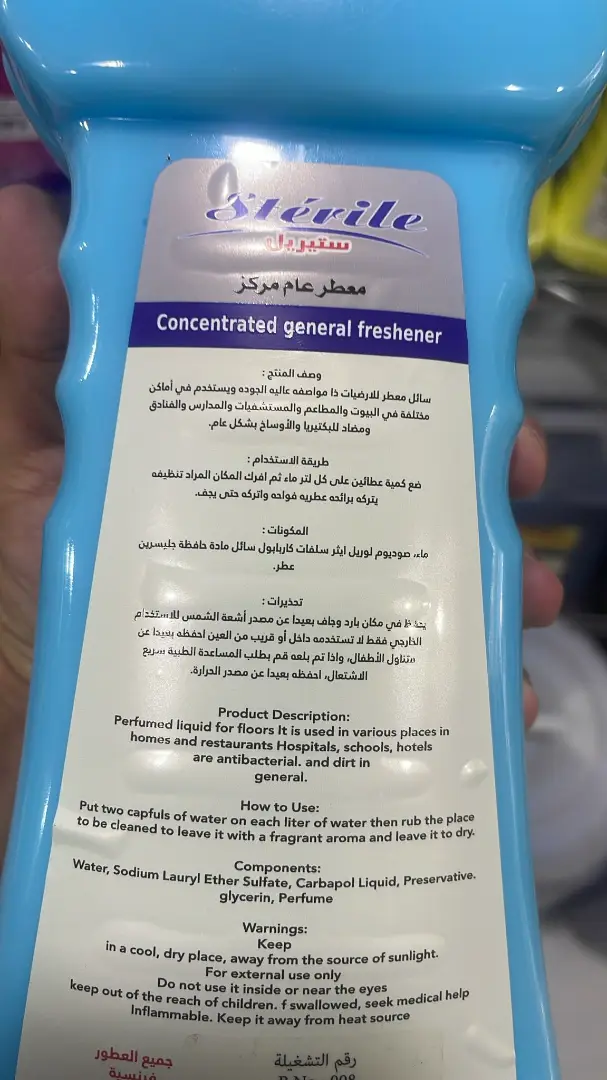 Stérile
ستيريل
معطر عام مركز
Concentrated general freshener
وصف المنتج :
سائل معطر للارضيات ذا مواصفه عاليه الجوده ويستخدم في أماكن
مختلفة في البيوت والمطاعم والمستشفيات والمدارس والفنادق
ومضاد للبكتيريا والأوساخ بشكل عام.
طريقة الاستخدام :
ضع كمية عطائين على كل لتر ماء ثم افرك المكان المراد تنظيفه
يتركه برائحه عطريه فواحه واتركه حتى يجف.
المكونات :
ماء، صوديوم لوريل ايثر سلفات كاربابول سائل مادة حافظة جليسرين
عطر.
تحذيرات :
يحفظ في مكان بارد وجاف بعيدا عن مصدر أشعة الشمس للاستخدام
الخارجي فقط لا تستخدمه داخل أو قريب من العين احفظه بعيدا عن
متناول الأطفال، واذا تم بلعه قم بطلب المساعدة الطبية سريع
الاشتعال، احفظه بعيدا عن مصدر الحرارة.
Product Description:
Perfumed liquid for floors It is used in various places in
homes and restaurants Hospitals, schools, hotels
are antibacterial. and dirt in
general.
How to Use:
Put two capfuls of water on each liter of water then rub the place
to be cleaned to leave it with a fragrant aroma and leave it to dry.
Components:
Water, Sodium Lauryl Ether Sulfate, Carbapol Liquid, Preservative.
glycerin, Perfume
Warnings:
Keep
in a cool, dry place, away from the source of sunlight.
For external use only
Do not use it inside or near the eyes
keep out of the reach of children. f swallowed, seek medical help
Inflammable. Keep it away from heat source
رقم التشغيلة
جميع العطور
فرنسية